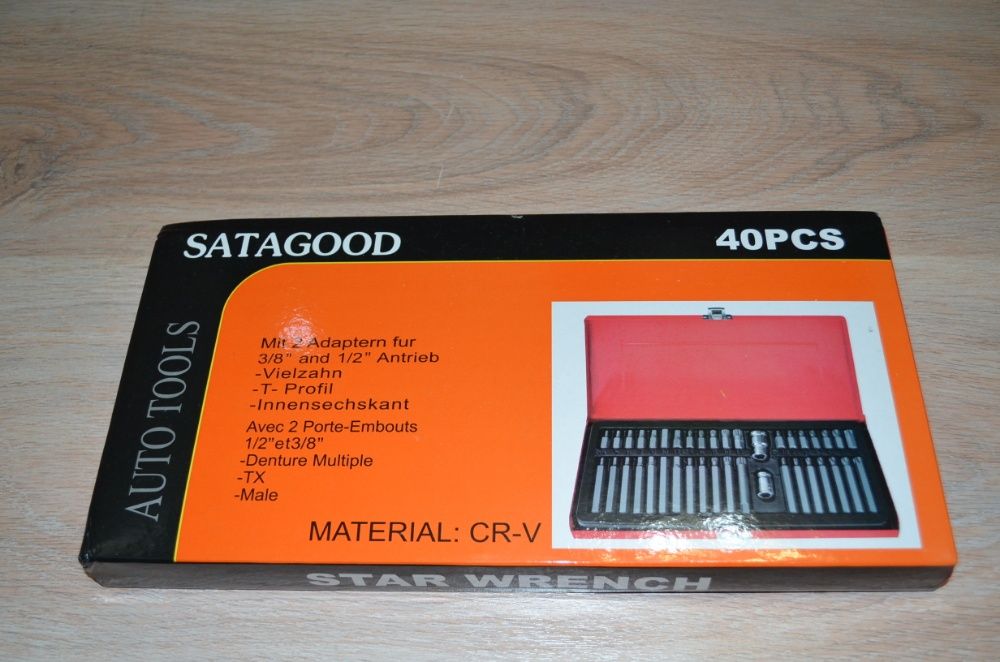 SATAGOOD
40PCS
AUTO TOOLS
Mit 2 Adaptern fur
3/8" and 1/2" Antrieb
-Vielzahn
-T- Profil
-Innensechskant
Avec 2 Porte-Embouts
1/2"et3/8"
-Denture Multiple
-TX
-Male
MATERIAL: CR-V
STAR WRENCH